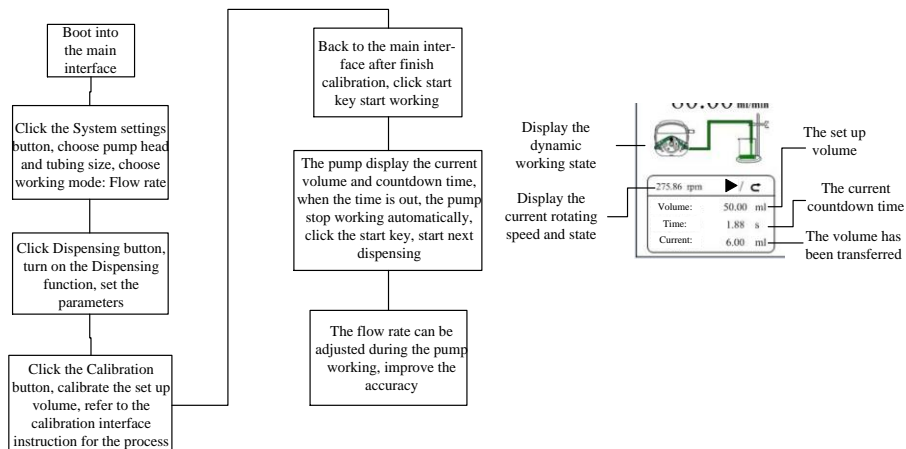 Boot into
the main
interface
Click the System settings
button, choose pump head
and tubing size, choose
working mode: Flow rate
Click Dispensing button,
turn on the Dispensing
function, set the
parameters
Click the Calibration
button, calibrate the set up
volume, refer to the
calibration interface
instruction for the process
Back to the main inter-
face after finish
calibration, click start
key start working
The pump display the current
volume and countdown time,
when the time is out, the pump
stop working automatically,
click the start key, start next
dispensing
The flow rate can be
adjusted during the pump
working, improve the
accuracy
Display the
dynamic
working state
Display the
current rotating
speed and state
80.00 ml/min
275.86 rpm /
Volume: 50.00 ml
Time: 1.88 s
Current: 6.00 ml
The set up
volume
The current
countdown time
The volume has
been transferred